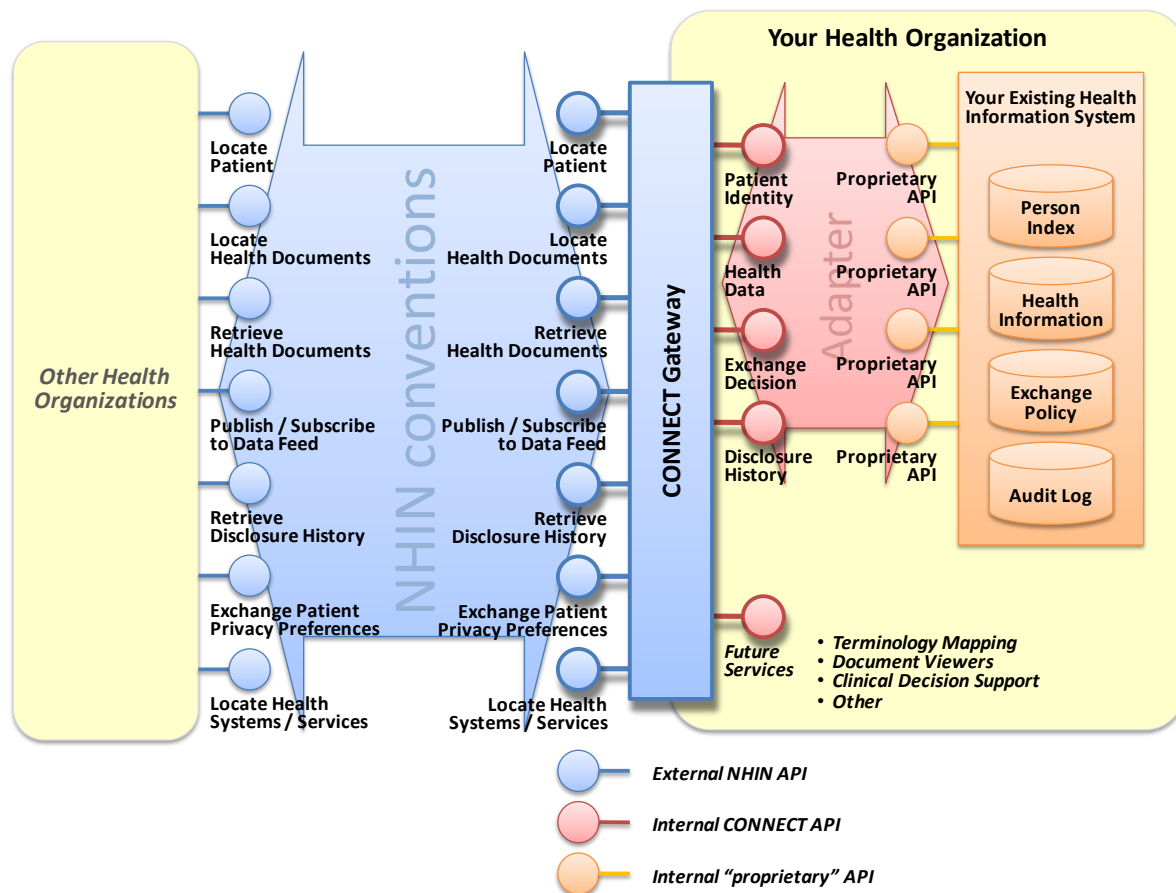 Your Health Organization
Other Health
Organizations
Locate
Patient
Locate
Health Documents
Retrieve
Health Documents
Publish / Subscribe
to Data Feed
Retrieve
Disclosure History
Exchange Patient
Privacy Preferences
Locate Health
Systems / Services
NHIN conventions
Locate
Patient
Locate
Health Documents
Retrieve
Health Documents
Publish / Subscribe
to Data Feed
Retrieve
Disclosure History
Exchange Patient
Privacy Preferences
Locate Health
Systems / Services
CONNECT Gateway
Patient
Identity
Health
Data
Exchange
Decision
Disclosure
History
Future
Services
Adapter
Proprietary
API
Proprietary
API
Proprietary
API
Proprietary
API
Your Existing Health
Information System
Person
Index
Health
Information
Exchange
Policy
Audit Log
• Terminology Mapping
• Document Viewers
• Clinical Decision Support
• Other
External NHIN API
Internal CONNECT API
Internal “proprietary” API